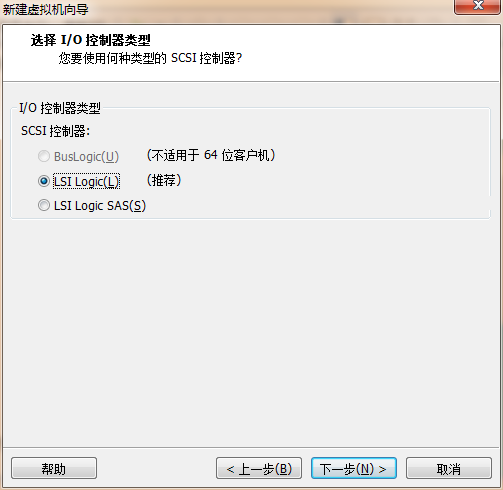 新建虚拟机向导
选择 I/O 控制器类型
您要使用何种类型的 SCSI 控制器?
I/O 控制器类型
SCSI 控制器:
BusLogic(U) (不适用于 64 位客户机)
LSI Logic(L) (推荐)
LSI Logic SAS(S)
帮助 < 上一步(B) 下一步(N) > 取消